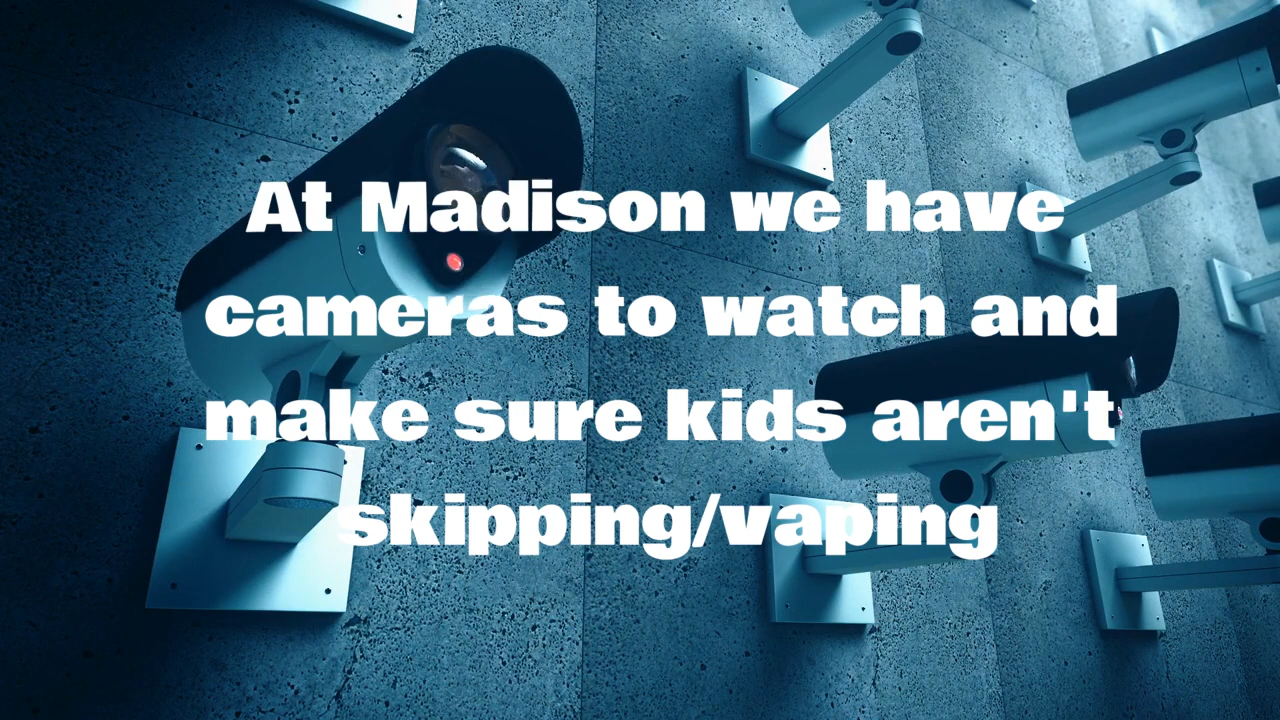 At Madison we have
cameras to watch and
make sure kids aren't
skipping/vaping